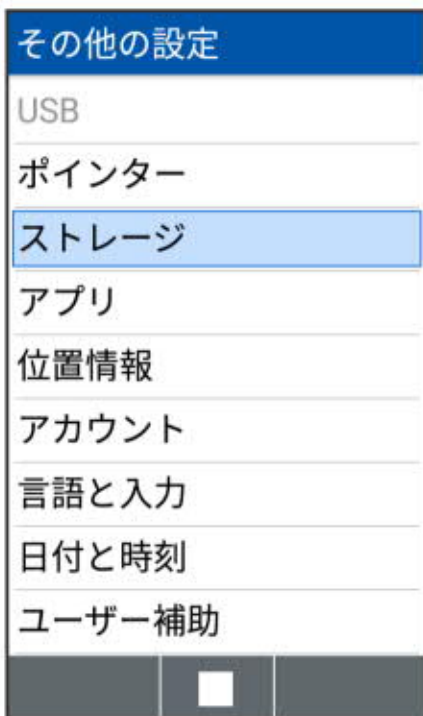 その他の設定
USB
ポインター
ストレージ
アプリ
位置情報
アカウント
言語と入力
日付と時刻
ユーザー補助